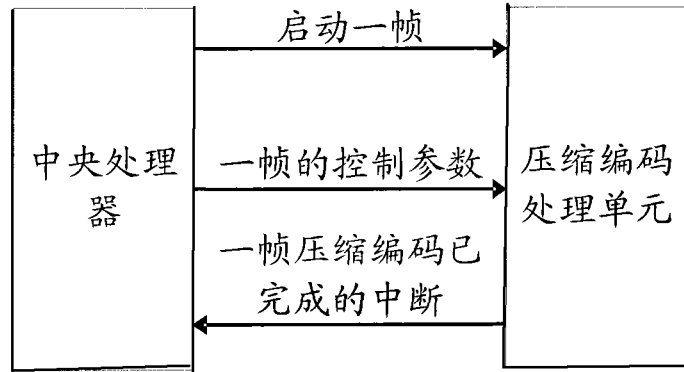 启动一帧
中央处理
器
一帧的控制参数
压缩编码
处理单元
一帧压缩编码已
完成的中断